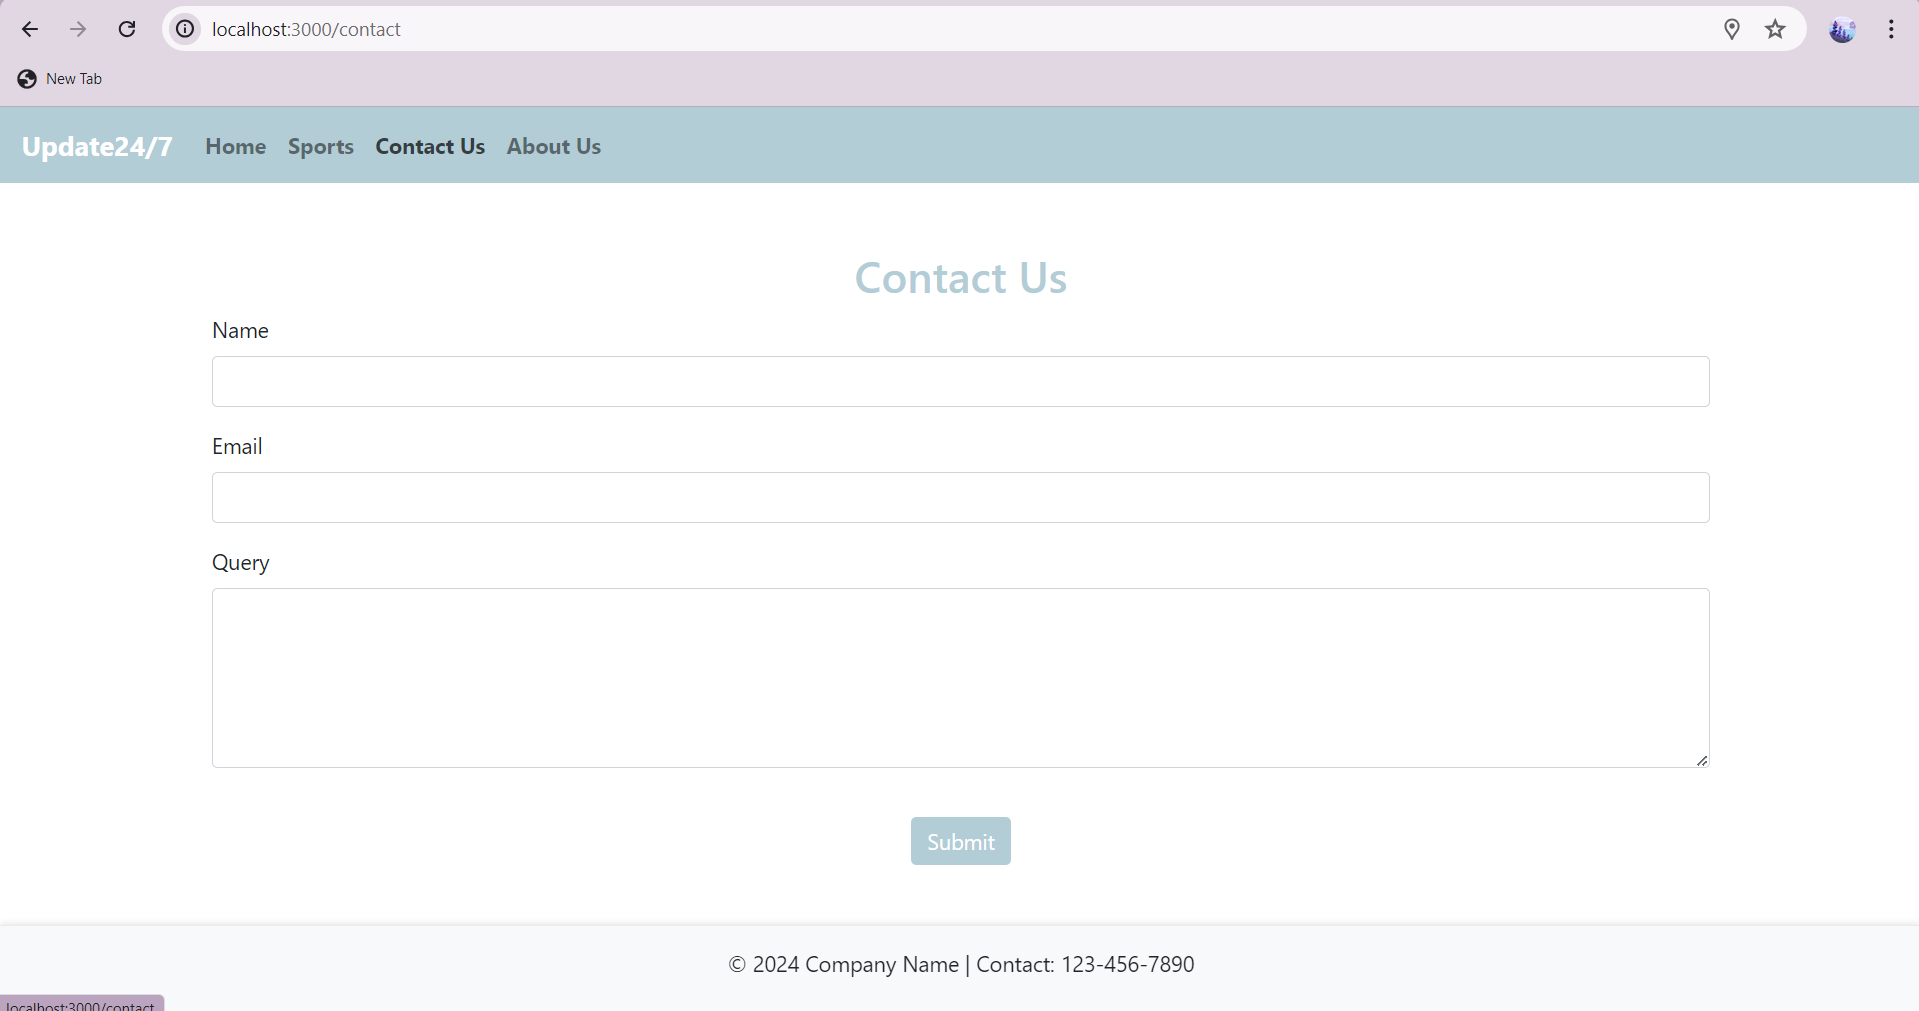 localhost:3000/contact
New Tab
Update24/7 Home Sports Contact Us About Us
Contact Us
Name
Email
Query
Submit
© 2024 Company Name | Contact: 123-456-7890
localhost:3000/contact